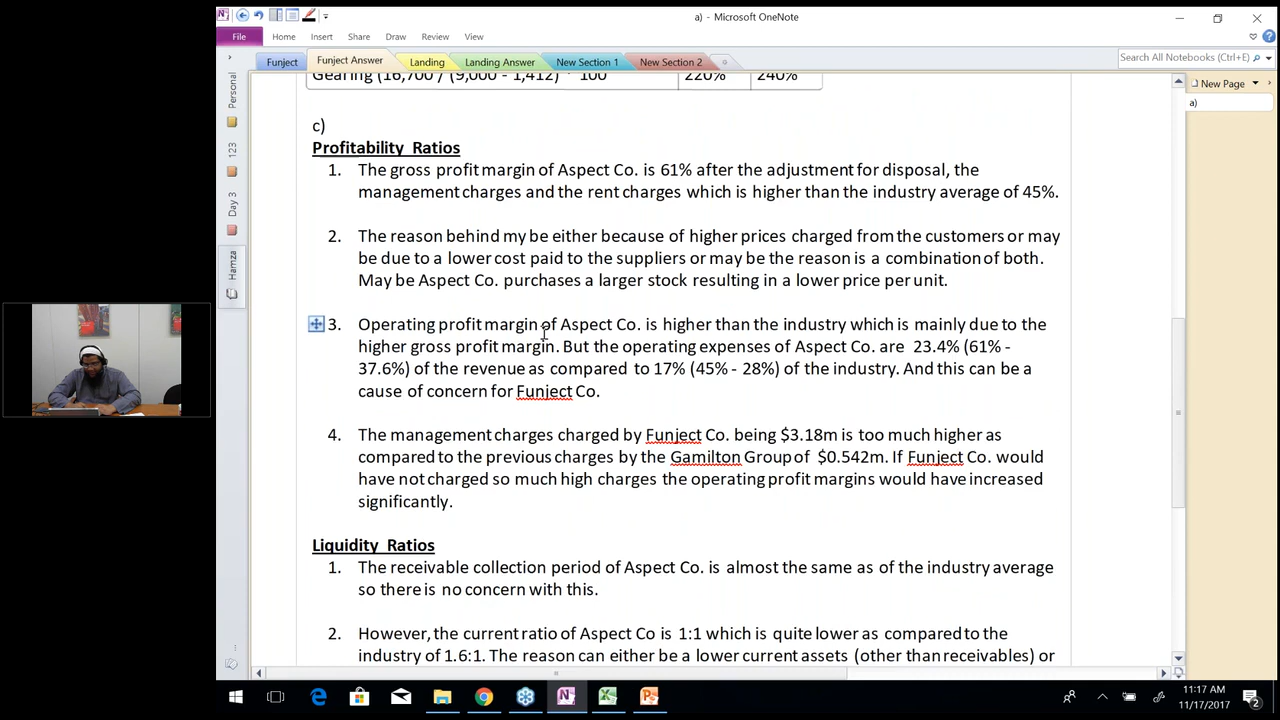 a) - Microsoft OneNote
File Home Insert Share Draw Review View
Funject Funject Answer Landing Landing Answer New Section 1 New Section 2
Search All Notebooks (Ctrl+E)
New Page
a)
Personal
123
Day 3
Hamza
Gearing (16,700 / (9,000 - 1,412) * 100 220% 240%
c)
Profitability Ratios
1. The gross profit margin of Aspect Co. is 61% after the adjustment for disposal, the
management charges and the rent charges which is higher than the industry average of 45%.
2. The reason behind my be either because of higher prices charged from the customers or may
be due to a lower cost paid to the suppliers or may be the reason is a combination of both.
May be Aspect Co. purchases a larger stock resulting in a lower price per unit.
3. Operating profit margin of Aspect Co. is higher than the industry which is mainly due to the
higher gross profit margin. But the operating expenses of Aspect Co. are 23.4% (61% -
37.6%) of the revenue as compared to 17% (45% - 28%) of the industry. And this can be a
cause of concern for Funject Co.
4. The management charges charged by Funject Co. being $3.18m is too much higher as
compared to the previous charges by the Gamilton Group of $0.542m. If Funject Co. would
have not charged so much high charges the operating profit margins would have increased
significantly.
Liquidity Ratios
1. The receivable collection period of Aspect Co. is almost the same as of the industry average
so there is no concern with this.
2. However, the current ratio of Aspect Co is 1:1 which is quite lower as compared to the
industry of 1.6:1. The reason can either be a lower current assets (other than receivables) or
11:17 AM
11/17/2017
2